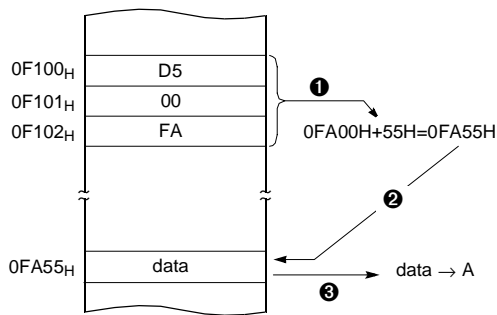 0F100H D5
0F101H 00
0F102H FA
❶
0FA00H+55H=0FA55H
❷
0FA55H data
❸
data → A